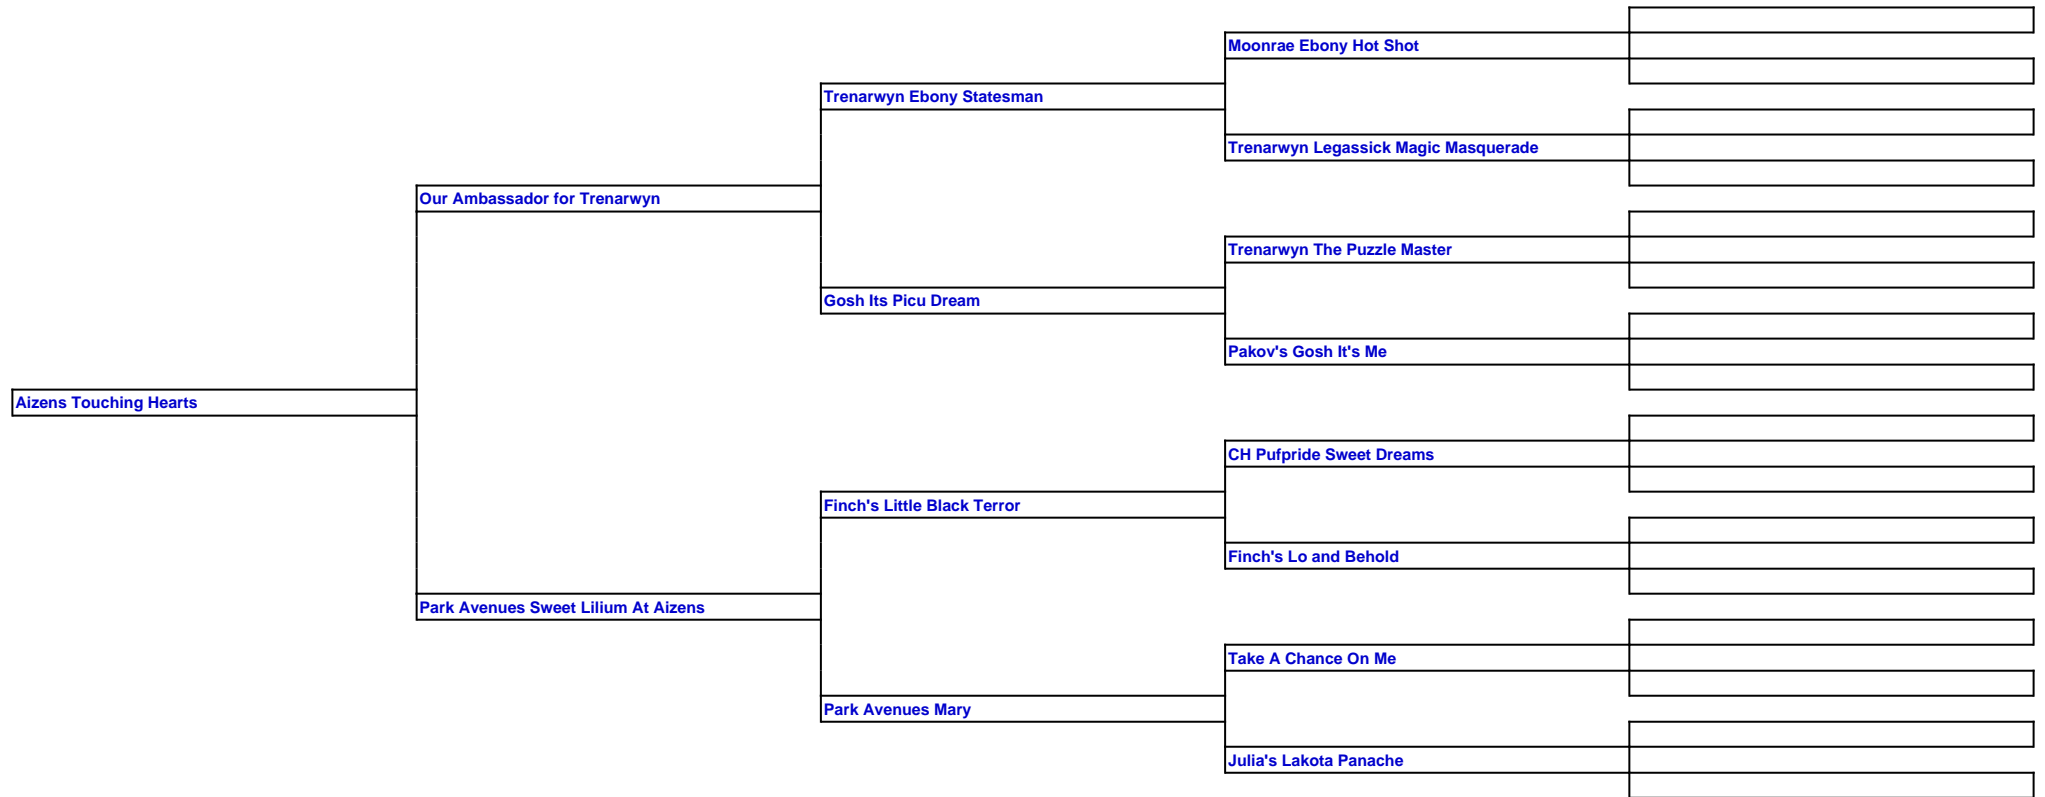 Moonrae Ebony Hot Shot
Trenarwyn Ebony Statesman
Trenarwyn Legassick Magic Masquerade
Our Ambassador for Trenarwyn
Trenarwyn The Puzzle Master
Gosh Its Picu Dream
Pakov's Gosh It's Me
Aizens Touching Hearts
CH Pufpride Sweet Dreams
Finch's Little Black Terror
Finch's Lo and Behold
Park Avenues Sweet Lilium At Aizens
Take A Chance On Me
Park Avenues Mary
Julia's Lakota Panache